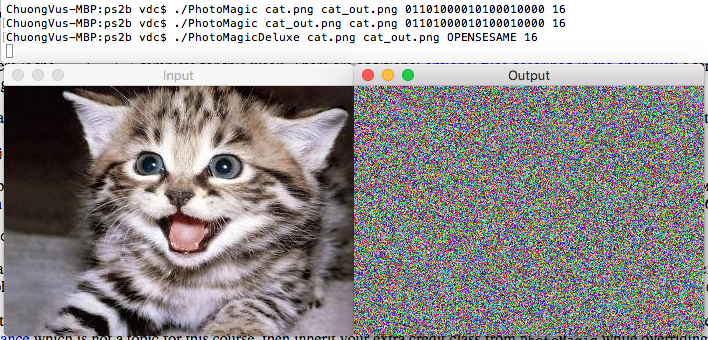 ChuongVus-MBP:ps2b vdc$ ./PhotoMagic cat.png cat_out.png 01101000010100010000 16
ChuongVus-MBP:ps2b vdc$ ./PhotoMagic cat.png cat_out.png 01101000010100010000 16
ChuongVus-MBP:ps2b vdc$ ./PhotoMagicDeluxe cat.png cat_out.png OPENSESAME 16
Input
Output
ance which is not a topic for this course, then inherit your extra credit class from PhotoMagic while overriding